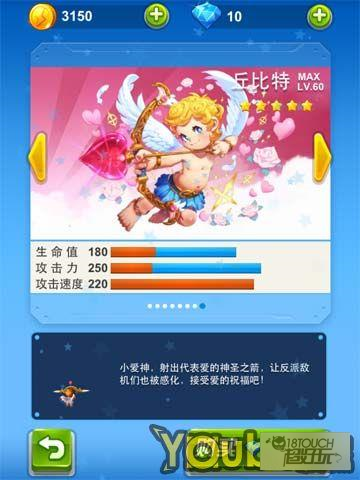 3150
10
丘比特 MAX
LV.60
生命值 180
攻击力 250
攻击速度 220
小爱神,射出代表爱的神圣之箭,让反派敌
机们也被感化,接受爱的祝福吧!
购买
18TOUCH